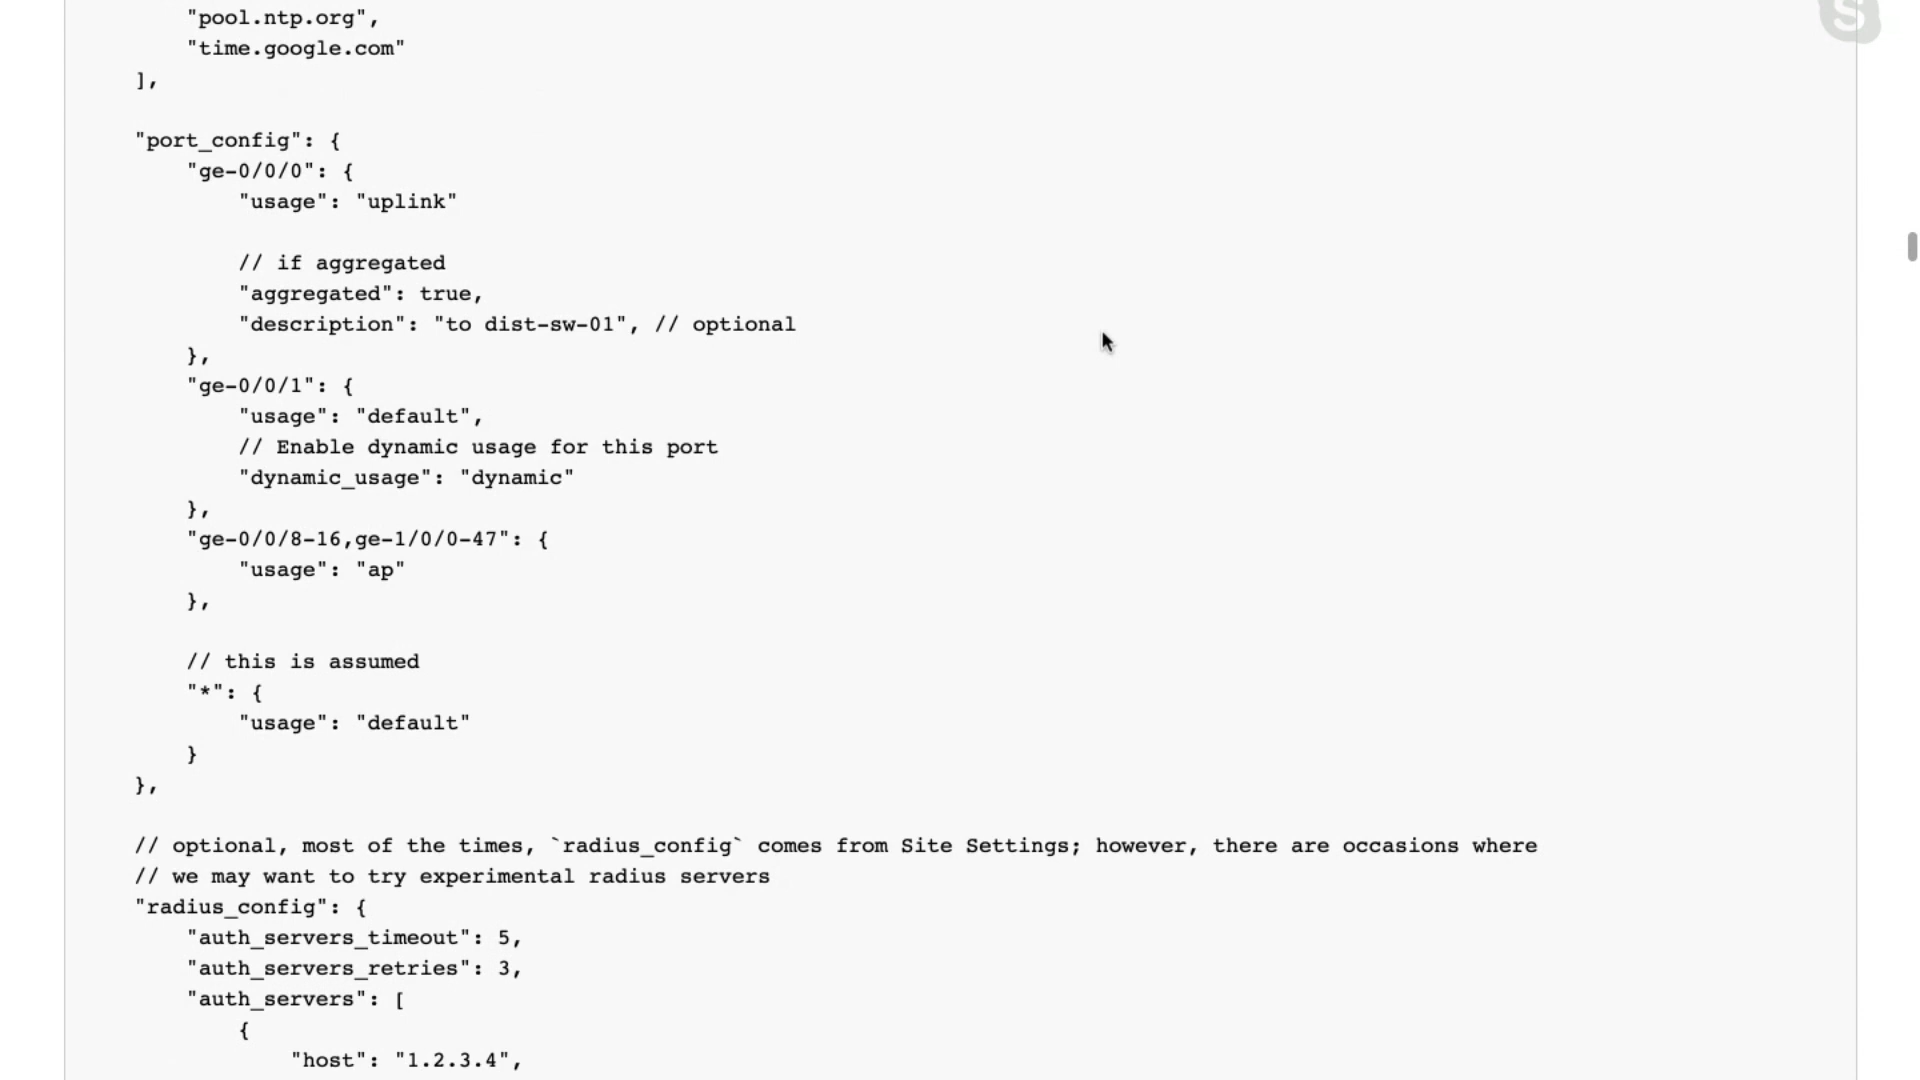 "pool.ntp.org",
"time.google.com"
],
"port_config": {
"ge-0/0/0": {
"usage": "uplink"
// if aggregated
"aggregated": true,
"description": "to dist-sw-01", // optional
},
"ge-0/0/1": {
"usage": "default",
// Enable dynamic usage for this port
"dynamic_usage": "dynamic"
},
"ge-0/0/8-16,ge-1/0/0-47": {
"usage": "ap"
},
// this is assumed
"*": {
"usage": "default"
}
},
// optional, most of the times, `radius_config` comes from Site Settings; however, there are occasions where
// we may want to try experimental radius servers
"radius_config": {
"auth_servers_timeout": 5,
"auth_servers_retries": 3,
"auth_servers": [
{
"host": "1.2.3.4",